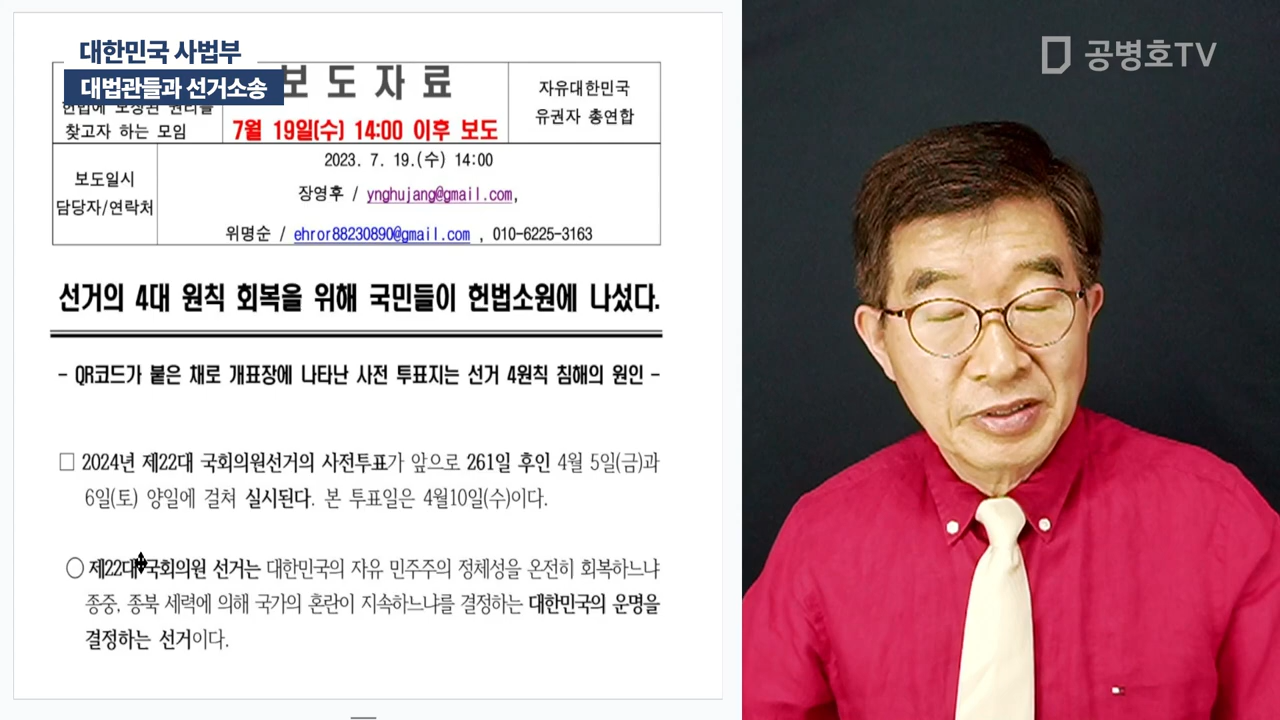 대한민국 사법부
대법관들과 선거소송
공병호TV
보 도 자 료
자유대한민국
유권자 총연합
헌법에 보장된 권리를
찾고자 하는 모임
7월 19일(수) 14:00 이후 보도
보도일시
담당자/연락처
2023. 7. 19.(수) 14:00
장영후 / ynghujang@gmail.com,
위명순 / ehror88230890@gmail.com , 010-6225-3163
선거의 4대 원칙 회복을 위해 국민들이 헌법소원에 나섰다.
- QR코드가 붙은 채로 개표장에 나타난 사전 투표지는 선거 4원칙 침해의 원인 -
□ 2024년 제22대 국회의원선거의 사전투표가 앞으로 261일 후인 4월 5일(금)과
6일(토) 양일에 걸쳐 실시된다. 본 투표일은 4월10일(수)이다.
○ 제22대 국회의원 선거는 대한민국의 자유 민주주의 정체성을 온전히 회복하느냐
종중, 종북 세력에 의해 국가의 혼란이 지속하느냐를 결정하는 대한민국의 운명을
결정하는 선거이다.